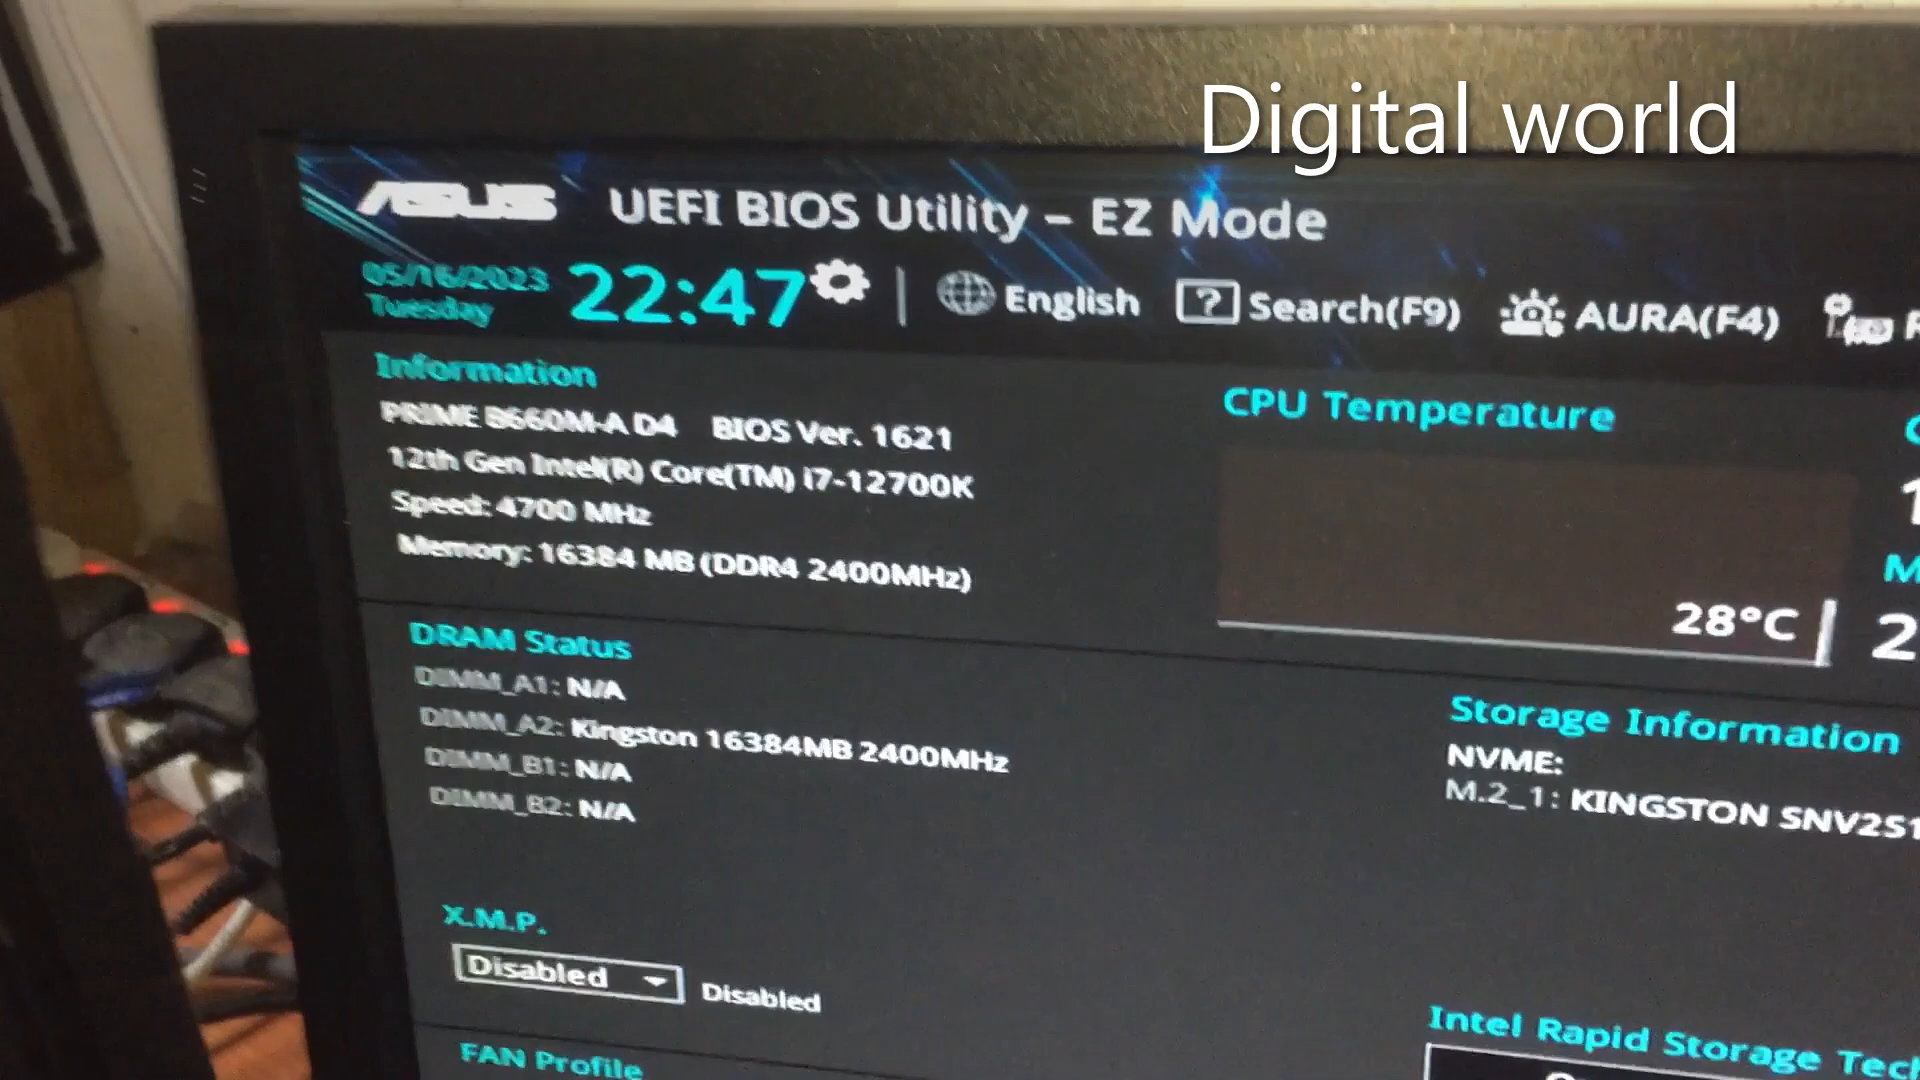 Digital world
ASUS UEFI BIOS Utility – EZ Mode
05/16/2023
Tuesday
22:47
English
Search(F9)
AURA(F4)
Information
PRIME B660M-A D4 BIOS Ver. 1621
12th Gen Intel(R) Core(TM) i7-12700K
Speed: 4700 MHz
Memory: 16384 MB (DDR4 2400MHz)
CPU Temperature
28°C
DRAM Status
DIMM_A1: N/A
DIMM_A2: Kingston 16384MB 2400MHz
DIMM_B1: N/A
DIMM_B2: N/A
Storage Information
NVME:
M.2_1: KINGSTON SNV2S1
X.M.P.
Disabled
Disabled
Intel Rapid Storage Tec
FAN Profile